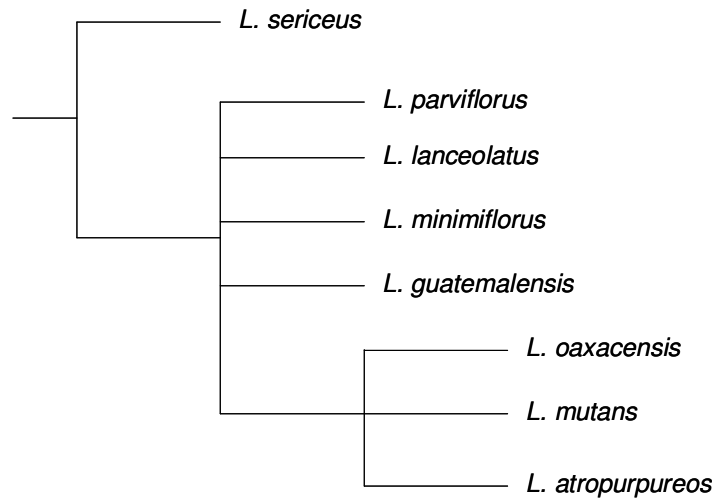 L. sericeus
L. parviflorus
L. lanceolatus
L. minimiflorus
L. guatemalensis
L. oaxacensis
L. mutans
L. atropurpureos